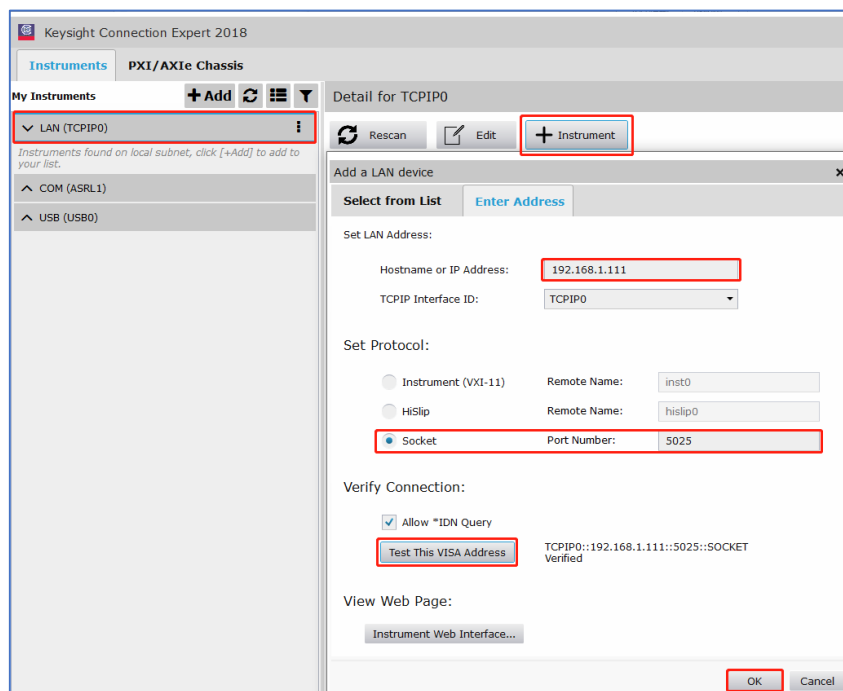 Keysight Connection Expert 2018
Instruments PXI/AXIe Chassis
My Instruments + Add
LAN (TCPIP0)
Instruments found on local subnet, click [+Add] to add to
your list.
COM (ASRL1)
USB (USB0)
Detail for TCPIP0
Rescan Edit + Instrument
Add a LAN device
Select from List Enter Address
Set LAN Address:
Hostname or IP Address: 192.168.1.111
TCPIP Interface ID: TCPIP0
Set Protocol:
Instrument (VXI-11) Remote Name: inst0
HiSlip Remote Name: hislip0
Socket Port Number: 5025
Verify Connection:
Allow *IDN Query
Test This VISA Address TCPIP0::192.168.1.111::5025::SOCKET
Verified
View Web Page:
Instrument Web Interface...
OK Cancel